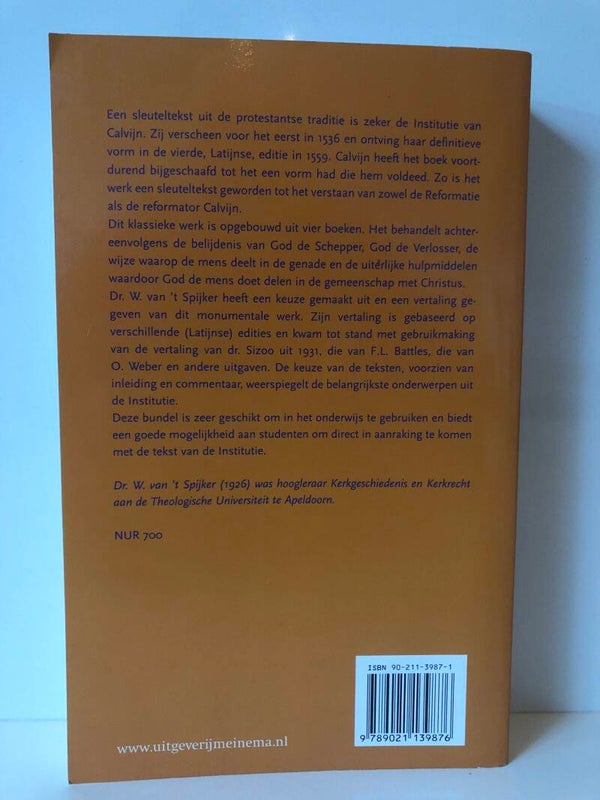 Een sleuteltekst uit de protestantse traditie is zeker de Institutie van
Calvijn. Zij verscheen voor het eerst in 1536 en ontving haar definitieve
vorm in de vierde, Latijnse, editie in 1559. Calvijn heeft het boek voort-
durend bijgeschaafd tot het een vorm had die hem voldeed. Zo is het
werk een sleuteltekst geworden tot het verstaan van zowel de Reformatie
als de reformator Calvijn.
Dit klassieke werk is opgebouwd uit vier boeken. Het behandelt achter-
eenvolgens de belijdenis van God de Schepper, God de Verlosser, de
wijze waarop de mens deelt in de genade en de uitêrlijke hulpmiddelen
waardoor God de mens doet delen in de gemeenschap met Christus.
Dr. W. van 't Spijker heeft een keuze gemaakt uit en een vertaling ge-
geven van dit monumentale werk. Zijn vertaling is gebaseerd op
verschillende (Latijnse) edities en kwam tot stand met gebruikmaking
van de vertaling van dr. Sizoo uit 1931, die van F.L. Battles, die van
O. Weber en andere uitgaven. De keuze van de teksten, voorzien van
inleiding en commentaar, weerspiegelt de belangrijkste onderwerpen uit
de Institutie.
Deze bundel is zeer geschikt om in het onderwijs te gebruiken en biedt
een goede mogelijkheid aan studenten om direct in aanraking te komen
met de tekst van de Institutie.
Dr. W. van 't Spijker (1926) was hoogleraar Kerkgeschiedenis en Kerkrecht
aan de Theologische Universiteit te Apeldoorn.
NUR 700
ISBN 90-211-3987-1
9 789021 139876
www.uitgeverijmeinema.nl